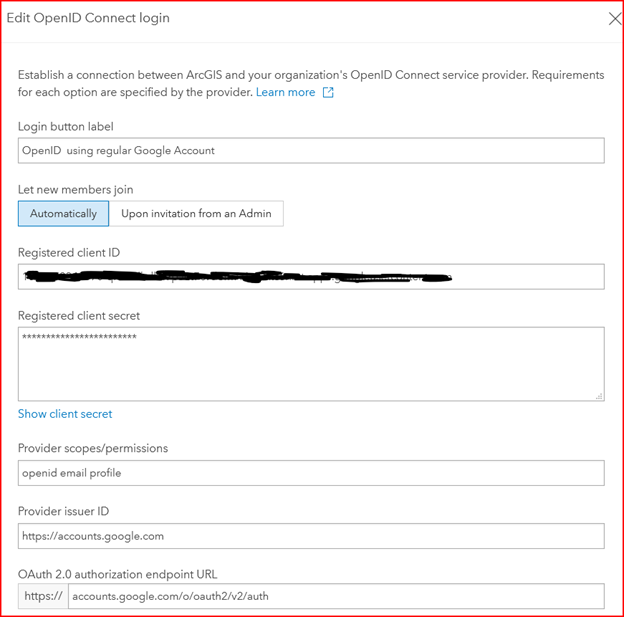 Edit OpenID Connect login
Establish a connection between ArcGIS and your organization's OpenID Connect service provider. Requirements
for each option are specified by the provider. Learn more
Login button label
OpenID  using regular Google Account
Let new members join
Automatically
Upon invitation from an Admin
Registered client ID
Registered client secret
************************
Show client secret
Provider scopes/permissions
openid email profile
Provider issuer ID
https://accounts.google.com
OAuth 2.0 authorization endpoint URL
https:// accounts.google.com/o/oauth2/v2/auth